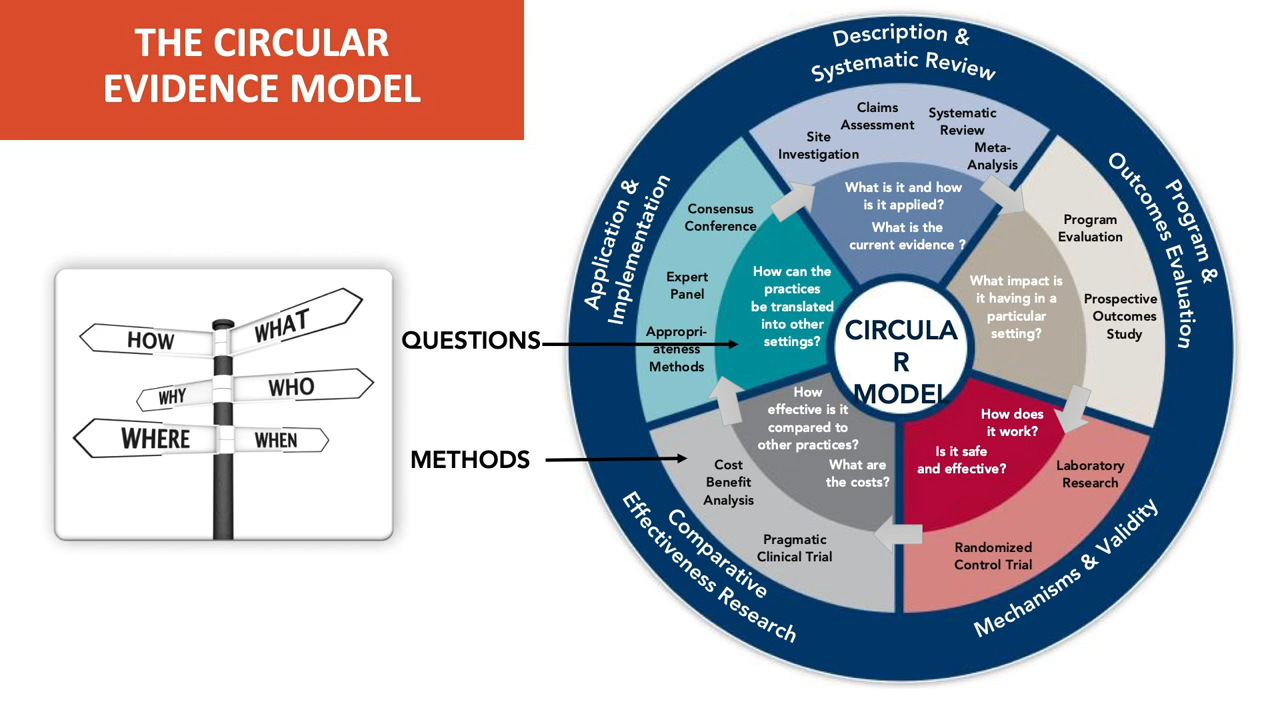 THE CIRCULAR
EVIDENCE MODEL
HOW
WHAT
WHY
WHO
WHERE
WHEN
QUESTIONS
METHODS
Description &
Systematic Review
Site
Investigation
Claims
Assessment
Systematic
Review
Meta-
Analysis
What is it and how
is it applied?
What is the
current evidence ?
Program &
Outcomes Evaluation
Program
Evaluation
Prospective
Outcomes
Study
What impact is
it having in a
particular
setting?
Mechanisms & Validity
Laboratory
Research
Randomized
Control Trial
How does
it work?
Is it safe
and effective?
Comparative
Effectiveness Research
Cost
Benefit
Analysis
Pragmatic
Clinical Trial
How
effective is it
compared to
other practices?
What are
the costs?
Application &
Implementation
Consensus
Conference
Expert
Panel
Appropri-
ateness
Methods
How can the
practices
be translated
into other
settings?
CIRCULA
R
MODEL